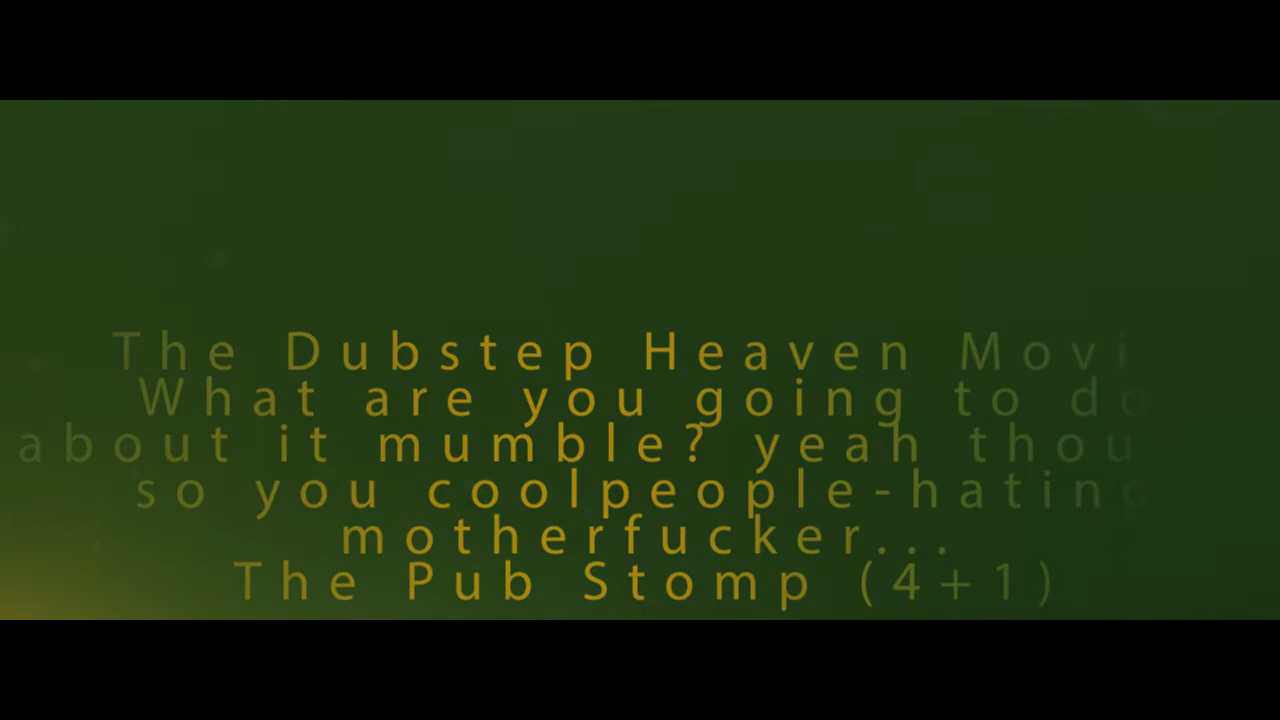 The Dubstep Heaven Movi
What are you going to do
about it mumble? yeah thou
so you coolpeople-hating
motherfucker...
The Pub Stomp (4+1)